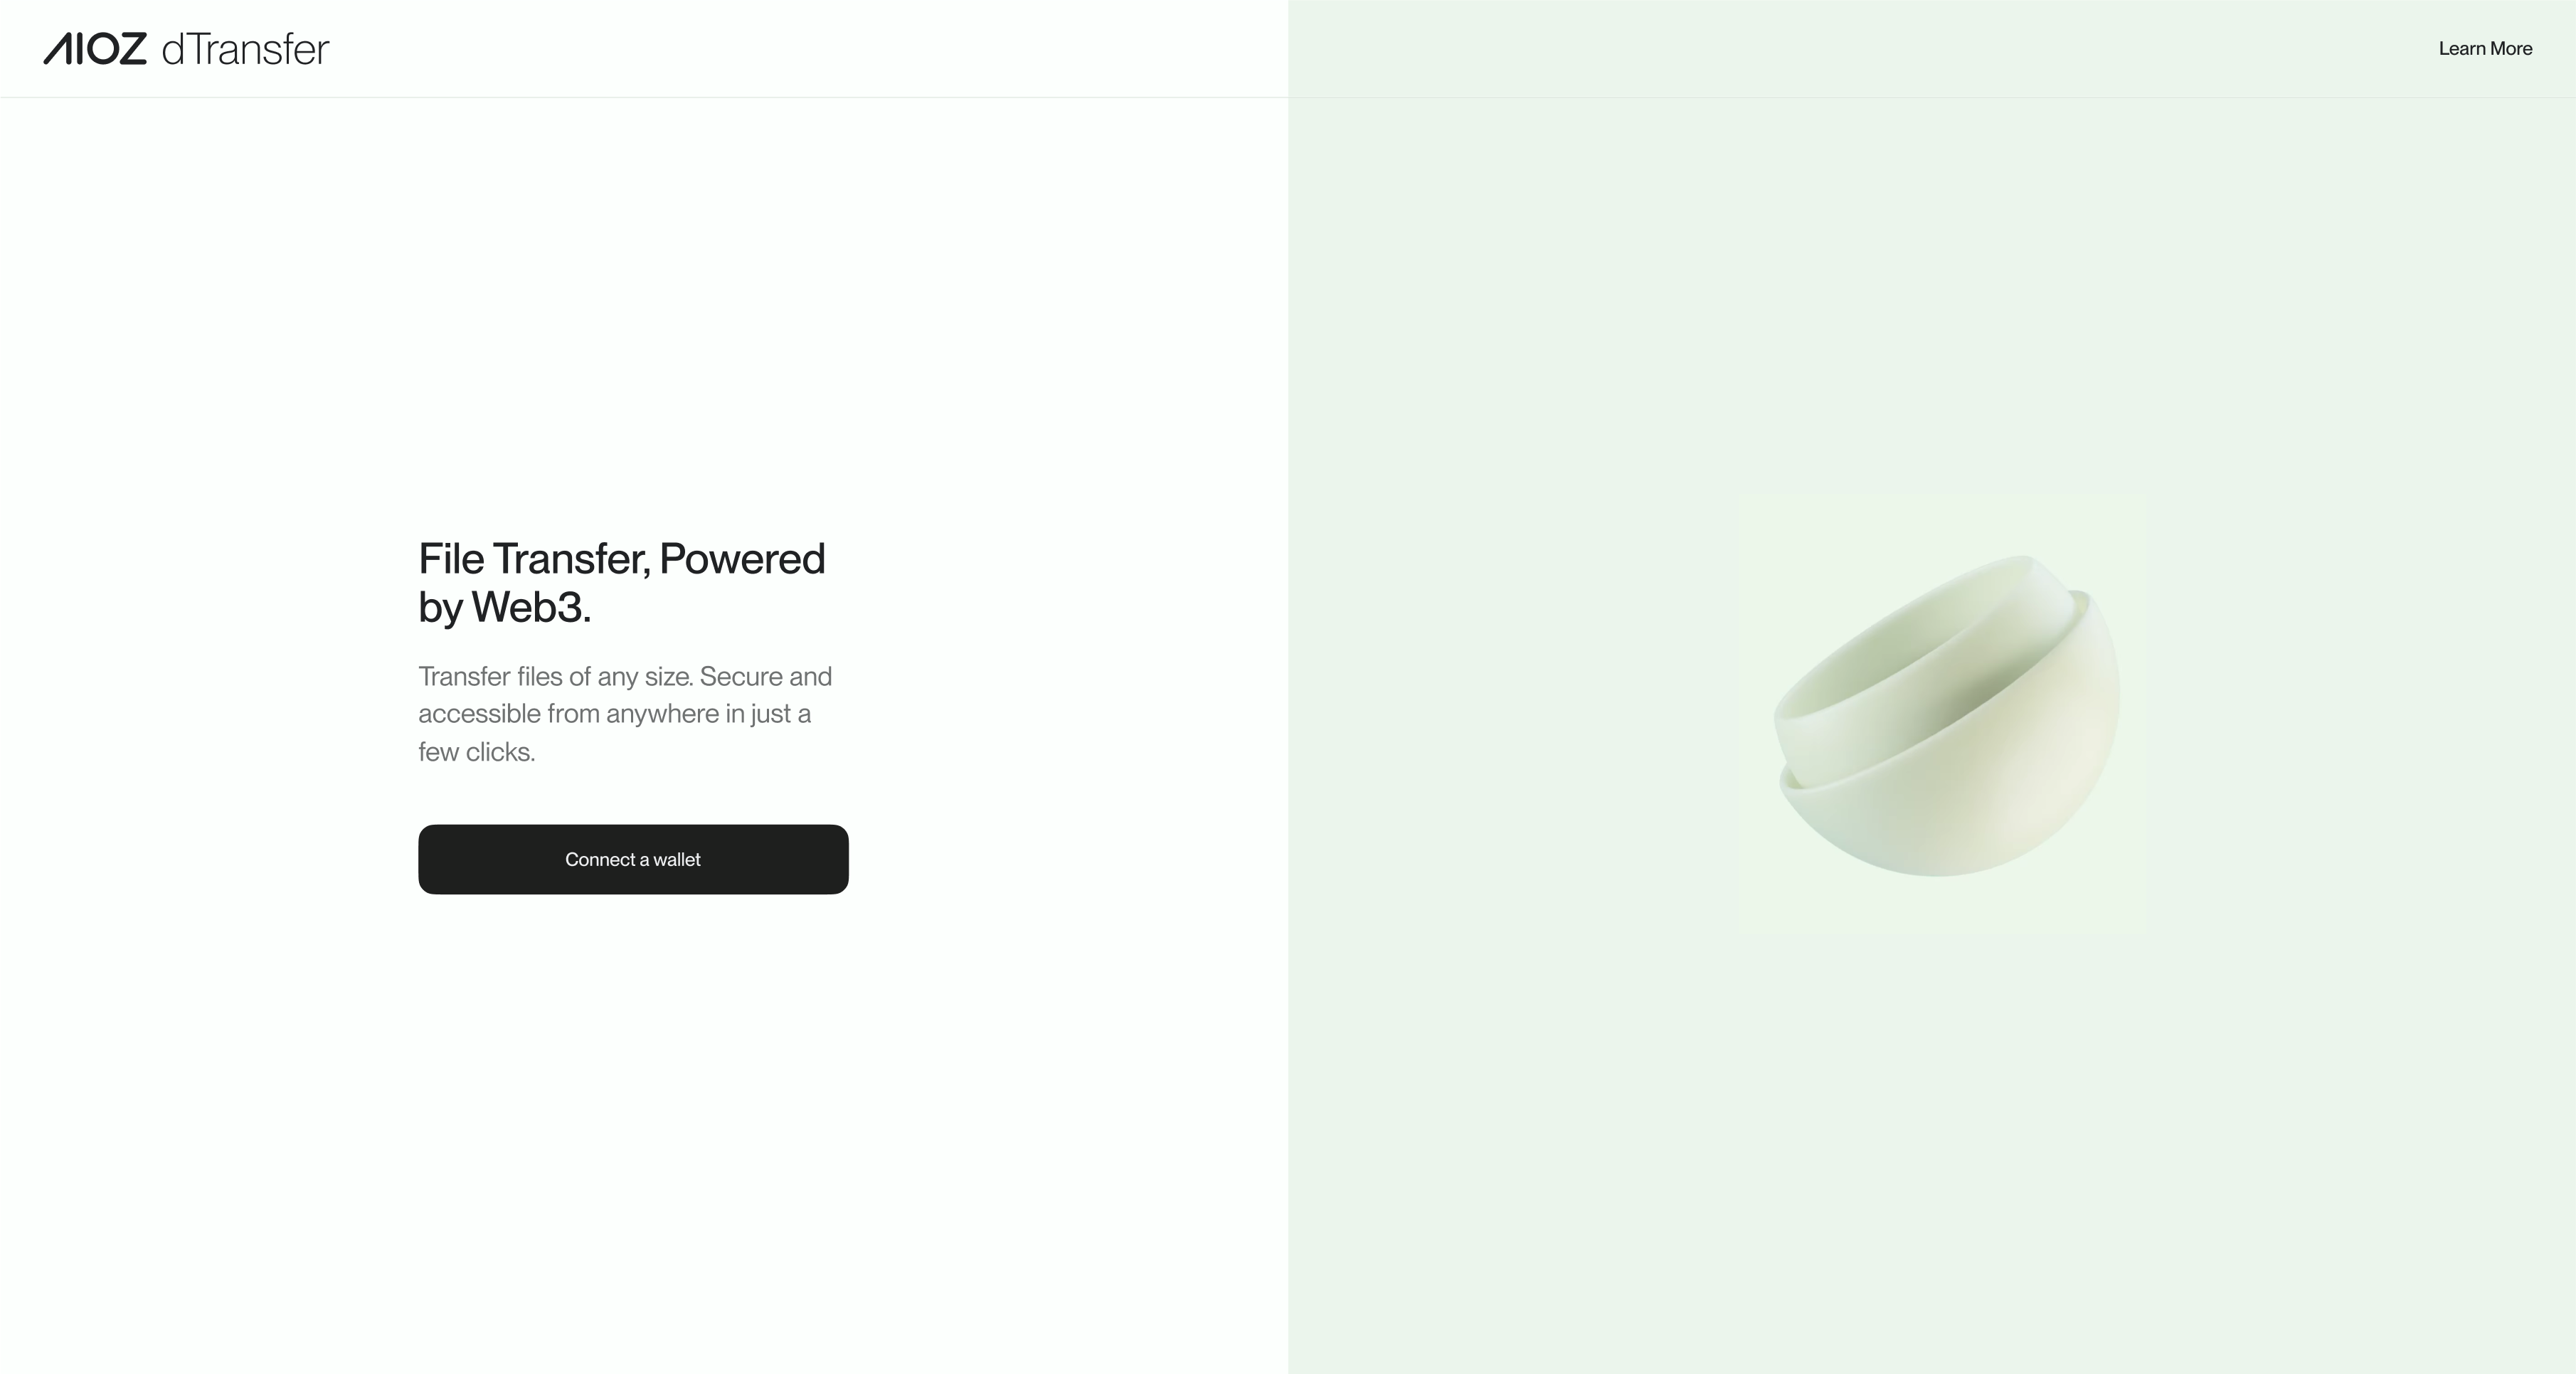 AIOZ dTransfer
Learn More
File Transfer, Powered
by Web3.
Transfer files of any size. Secure and
accessible from anywhere in just a
few clicks.
Connect a wallet